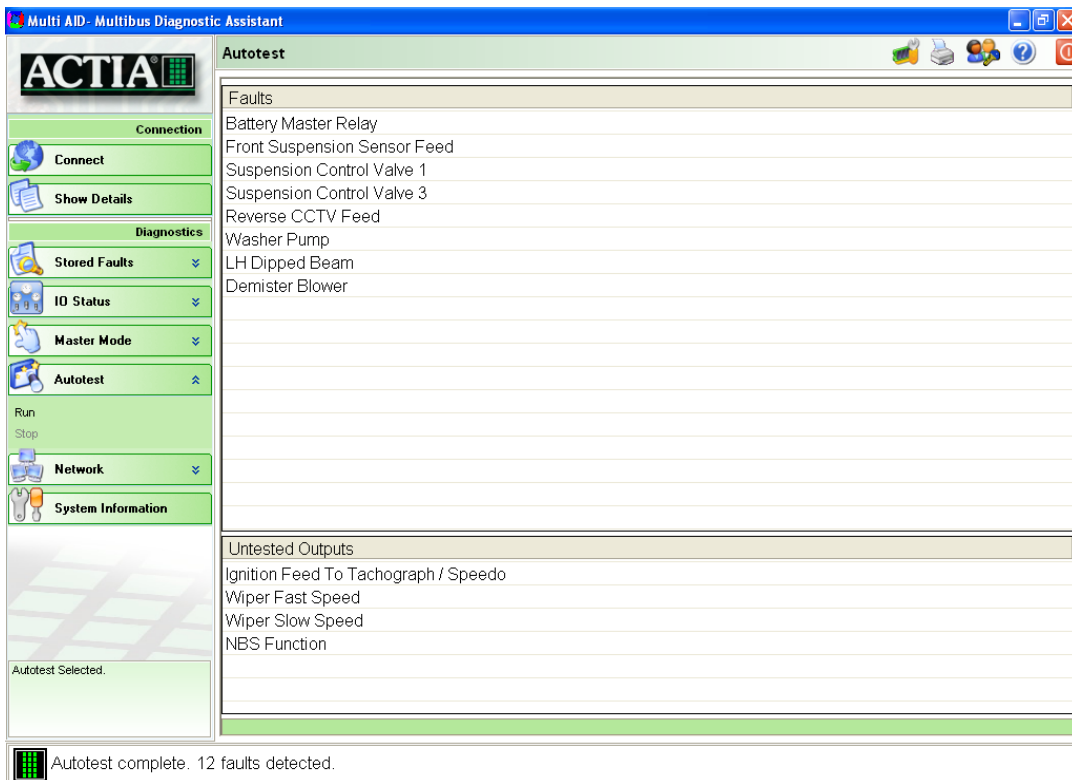 Multi AID- Multibus Diagnostic Assistant
ACTIA
Autotest
Connection
Connect
Show Details
Diagnostics
Stored Faults
IO Status
Master Mode
Autotest
Run
Stop
Network
System Information
Autotest Selected.
Faults
Battery Master Relay
Front Suspension Sensor Feed
Suspension Control Valve 1
Suspension Control Valve 3
Reverse CCTV Feed
Washer Pump
LH Dipped Beam
Demister Blower
Untested Outputs
Ignition Feed To Tachograph / Speedo
Wiper Fast Speed
Wiper Slow Speed
NBS Function
Autotest complete. 12 faults detected.